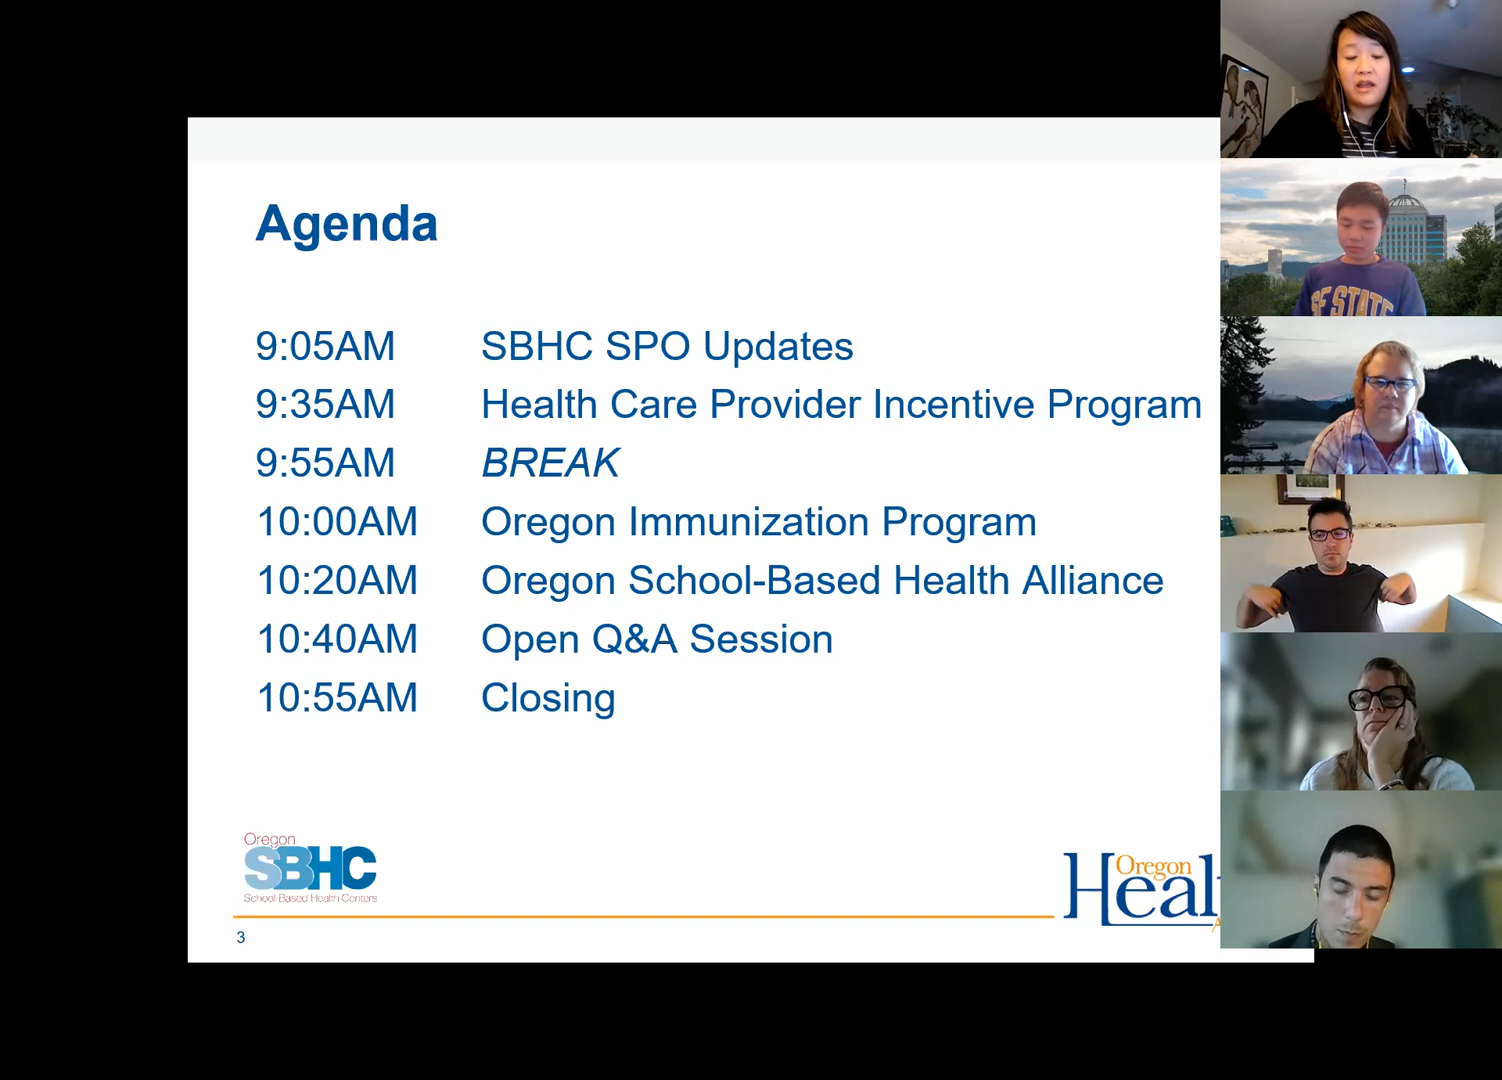 Agenda
9:05AM SBHC SPO Updates
9:35AM Health Care Provider Incentive Program
9:55AM BREAK
10:00AM Oregon Immunization Program
10:20AM Oregon School-Based Health Alliance
10:40AM Open Q&A Session
10:55AM Closing
Oregon
SBHC
School-Based Health Centers
Oregon
Heal
3
SF STATE